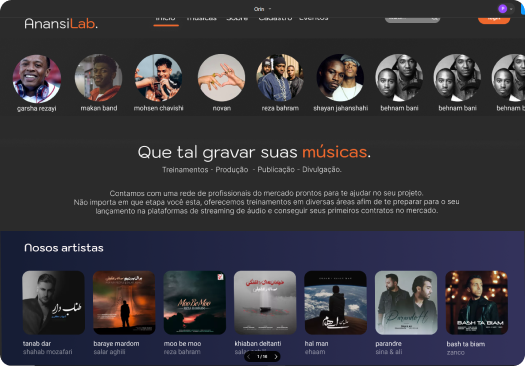 Orin
AnansiLab.
Início Músicas Sobre Cadastro Eventos
login
garsha rezayi
makan band
mohsen chavishi
novan
reza bahram
shayan jahanshahi
behnam bani
behnam bani
behnam bani
Que tal gravar suas músicas.
Treinamentos - Produção - Publicação - Divulgação.
Contamos com uma rede de profissionais do mercado prontos para te ajudar no seu projeto.
Não importa em que etapa você esta, oferecemos treinamentos em diversas áreas afim de te preparar para o seu
lançamento na plataformas de streaming de áudio e conseguir seus primeiros contratos no mercado.
Nosos artistas
Moo Be Moo
Parandeh
BASH TA BIAM
tanab dar
shahab mozafari
baraye mardom
salar aghili
moo be moo
reza bahram
khiaban deltanti
salar aghili
hal man
ehaam
parandre
sina & ali
bash ta biam
zanco
1 / 18